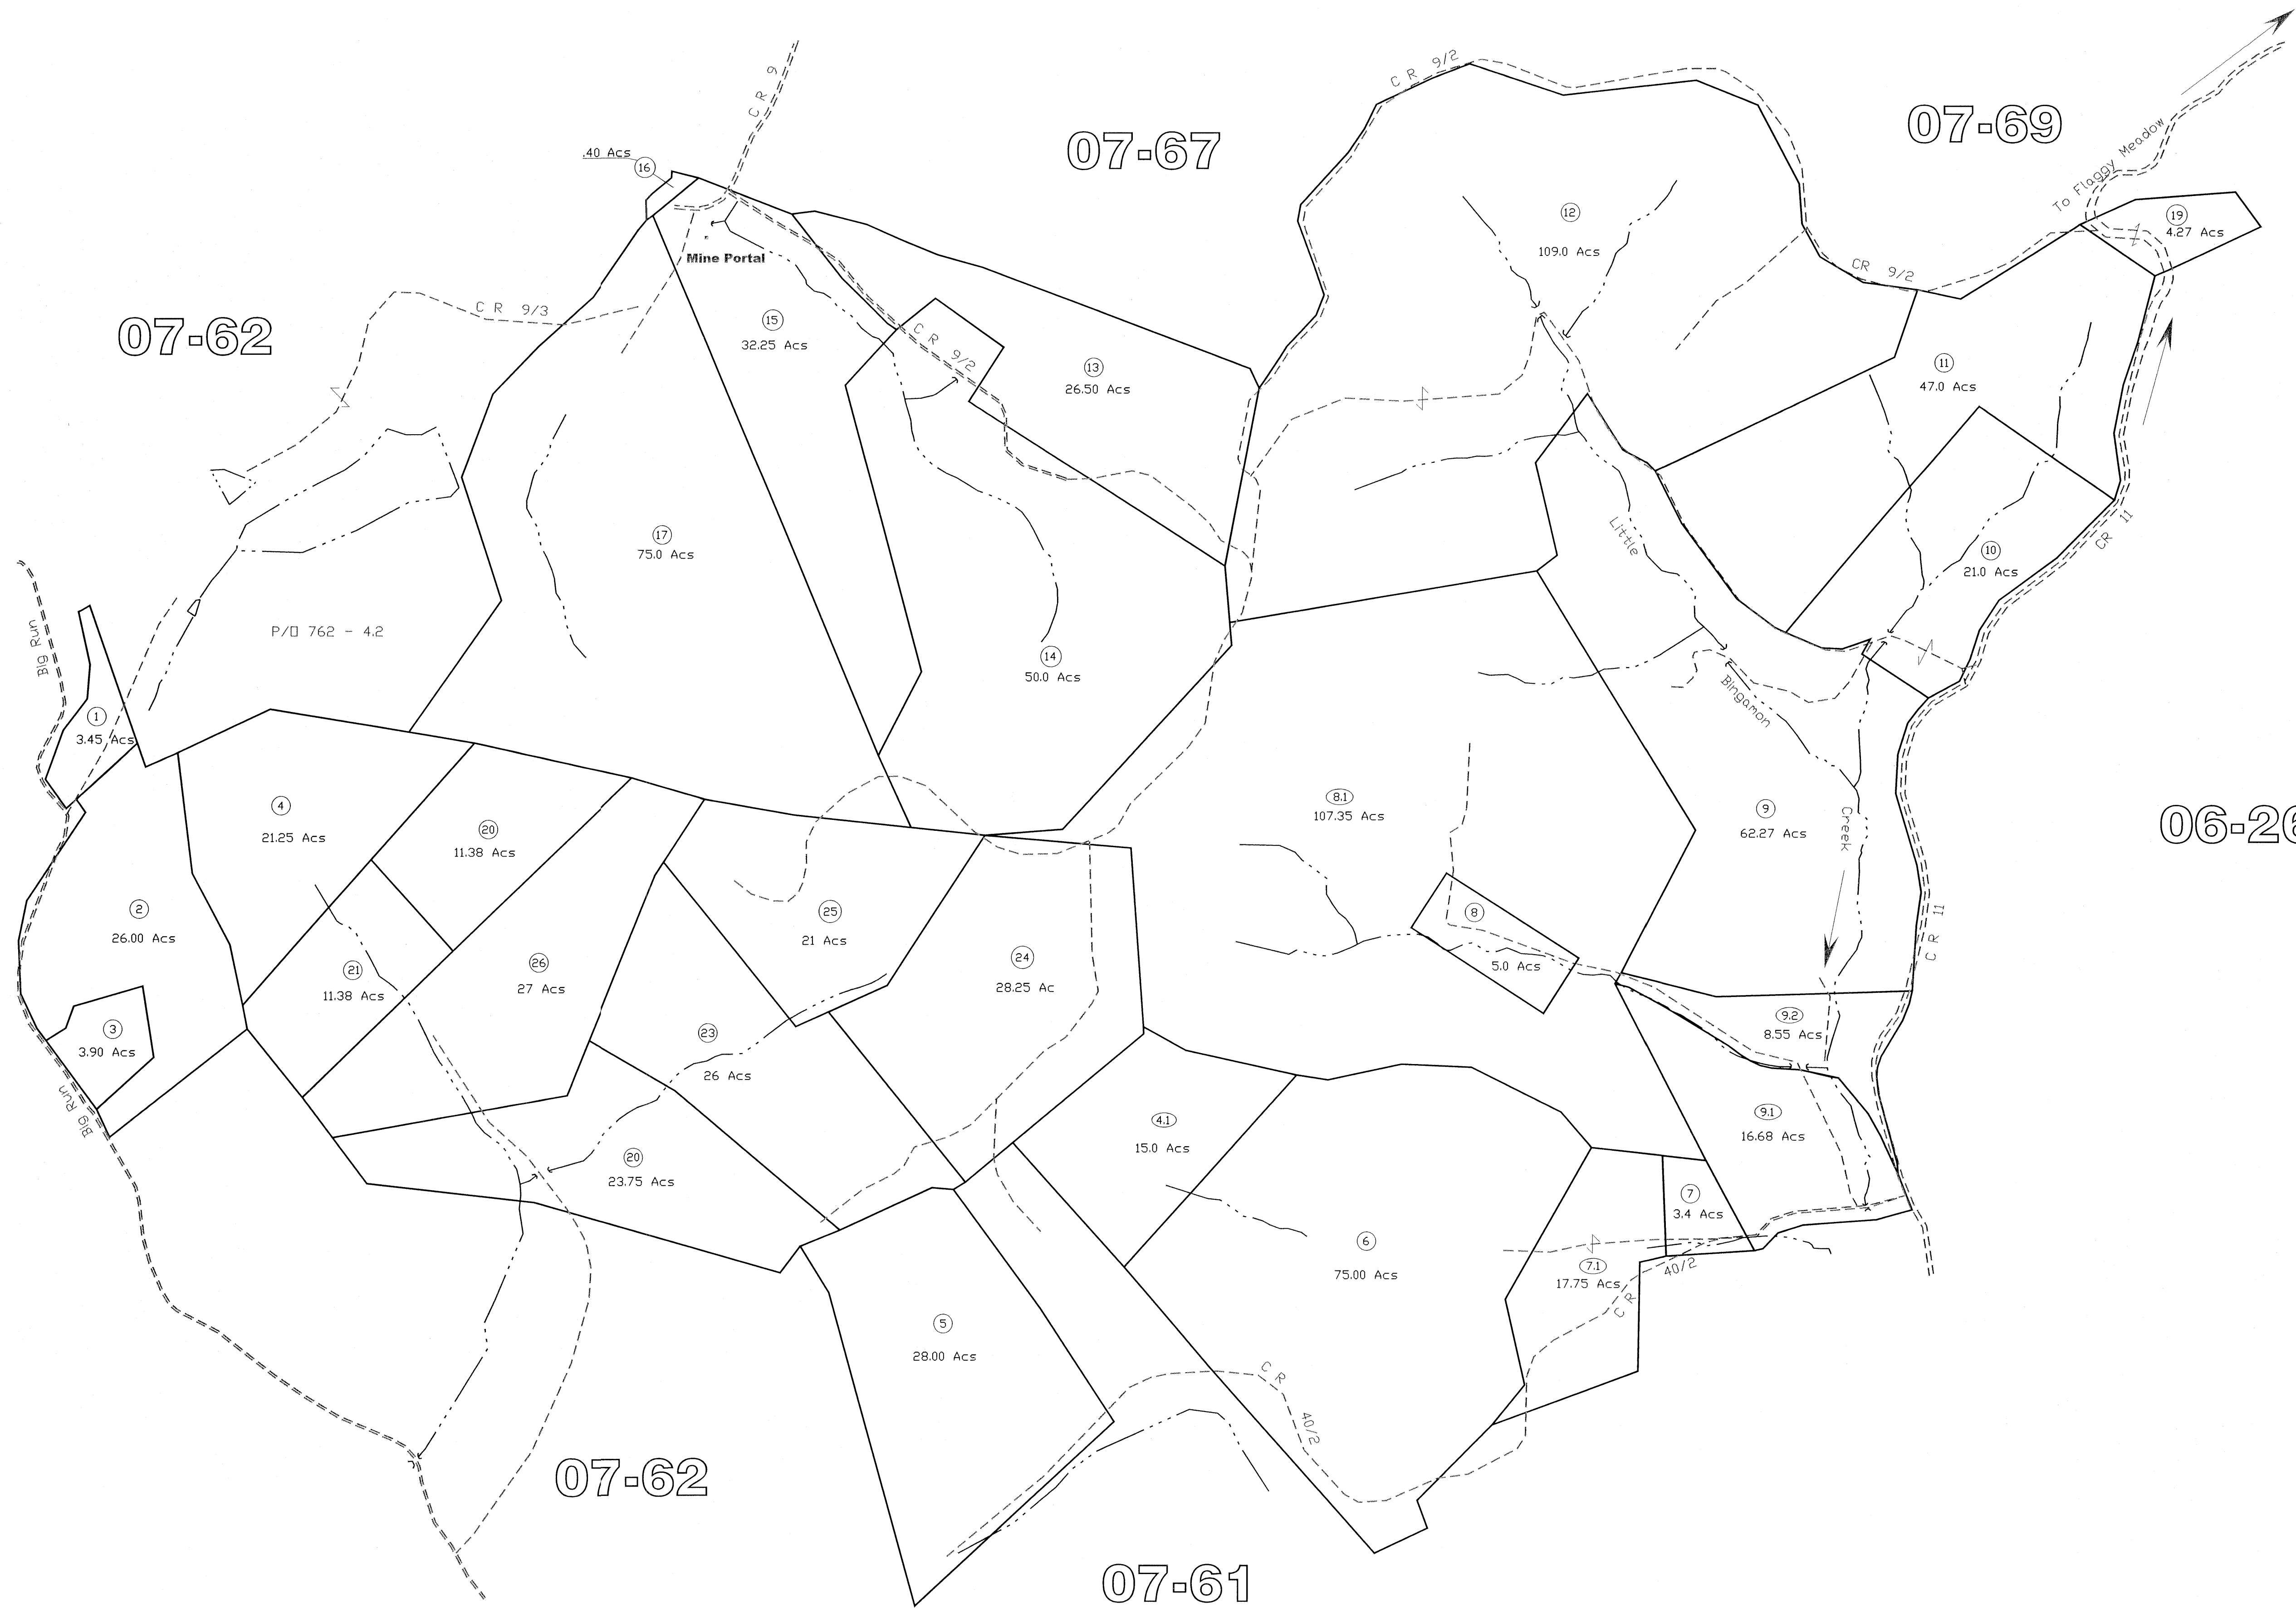 C R 9/2
07-69
C R 9
07-67
To Flaggy Meadow
.40 Acs
16
19
4.27 Acs
12
109.0 Acs
Mine Portal
CR 9/2
C R 9/3
07-62
15
32.25 Acs
C R 9/2
13
26.50 Acs
11
47.0 Acs
17
75.0 Acs
Little
CR 11
10
21.0 Acs
Big Run
P/O 762 - 4.2
14
50.0 Acs
1
3.45 Acs
Bingamon
4
21.25 Acs
20
11.38 Acs
8.1
107.35 Acs
9
62.27 Acs
Creek
06-26
2
26.00 Acs
25
21 Acs
8
5.0 Acs
C R 11
21
11.38 Acs
26
27 Acs
24
28.25 Ac
3
3.90 Acs
23
26 Acs
9.2
8.55 Acs
Big Run
4.1
15.0 Acs
9.1
16.68 Acs
20
23.75 Acs
7
3.4 Acs
6
75.00 Acs
7.1
17.75 Acs
C R 40/2
5
28.00 Acs
C R 40/2
07-62
07-61